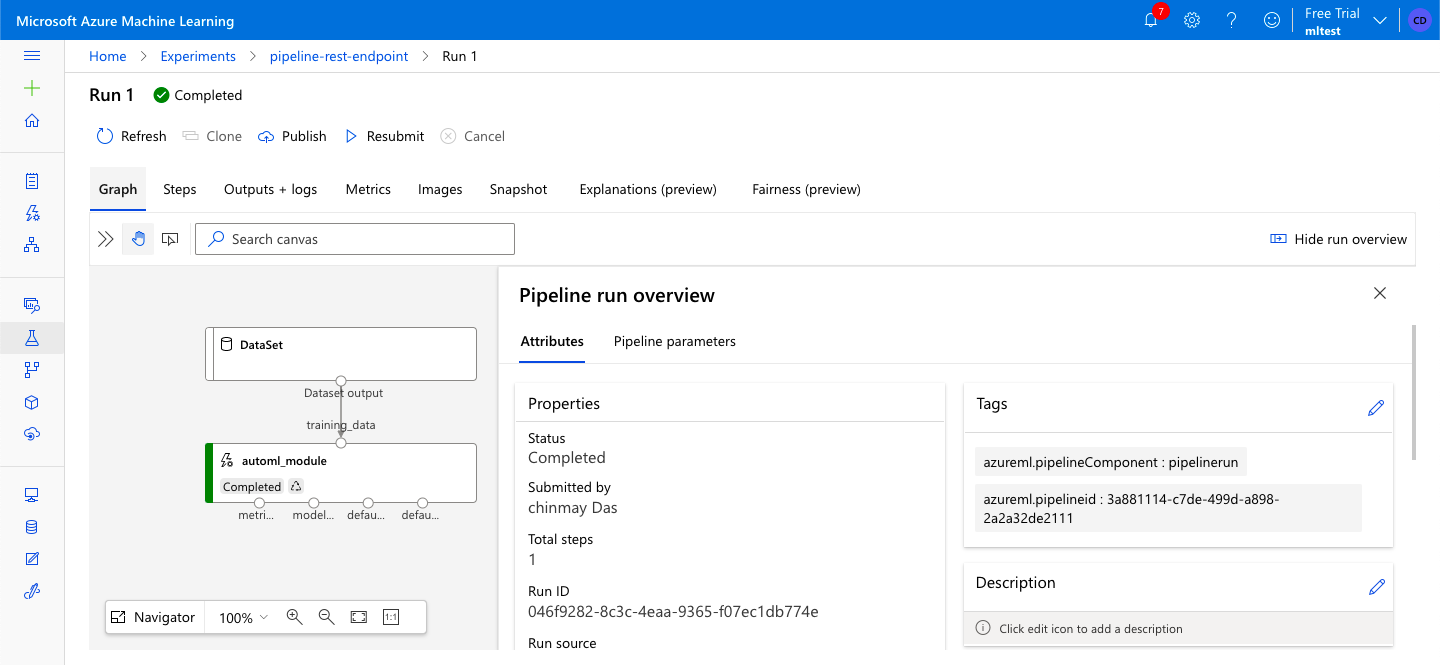 Microsoft Azure Machine Learning
7
Free Trial
mltest
CD
Home > Experiments > pipeline-rest-endpoint > Run 1
Run 1 Completed
Refresh Clone Publish Resubmit Cancel
Graph Steps Outputs + logs Metrics Images Snapshot Explanations (preview) Fairness (preview)
Search canvas
Hide run overview
DataSet
Dataset output
training_data
automl_module
Completed
metri... model... defau... defau...
Navigator 100% 1:1
Pipeline run overview
Attributes Pipeline parameters
Properties
Status
Completed
Submitted by
chinmay Das
Total steps
1
Run ID
046f9282-8c3c-4eaa-9365-f07ec1db774e
Run source
Tags
azureml.pipelineComponent : pipelinerun
azureml.pipelineid : 3a881114-c7de-499d-a898-
2a2a32de2111
Description
Click edit icon to add a description